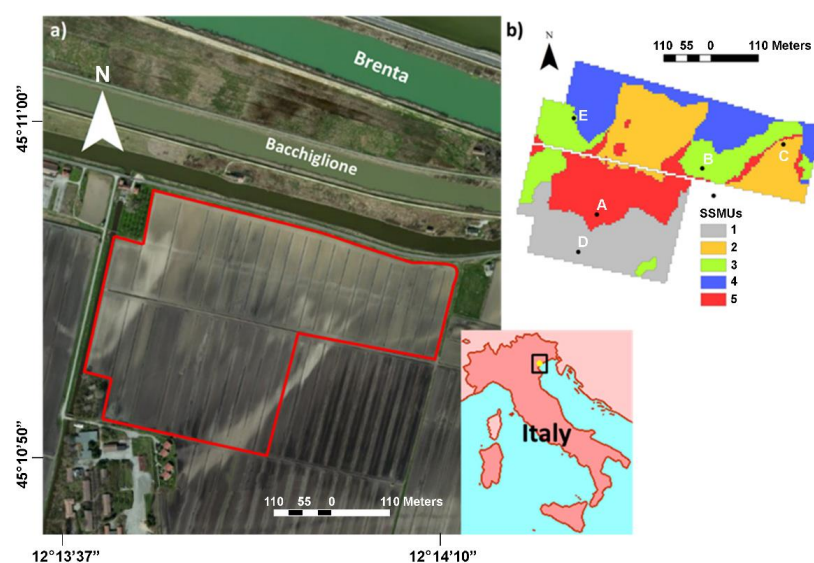 a)
Brenta
N
Bacchiglione
45°11'00"
45°10'50"
110 55 0 110 Meters
12°13'37"
12°14'10"
b)
N
110 55 0 110 Meters
E
B
C
A
D
SSMUs
1
2
3
4
5
Italy